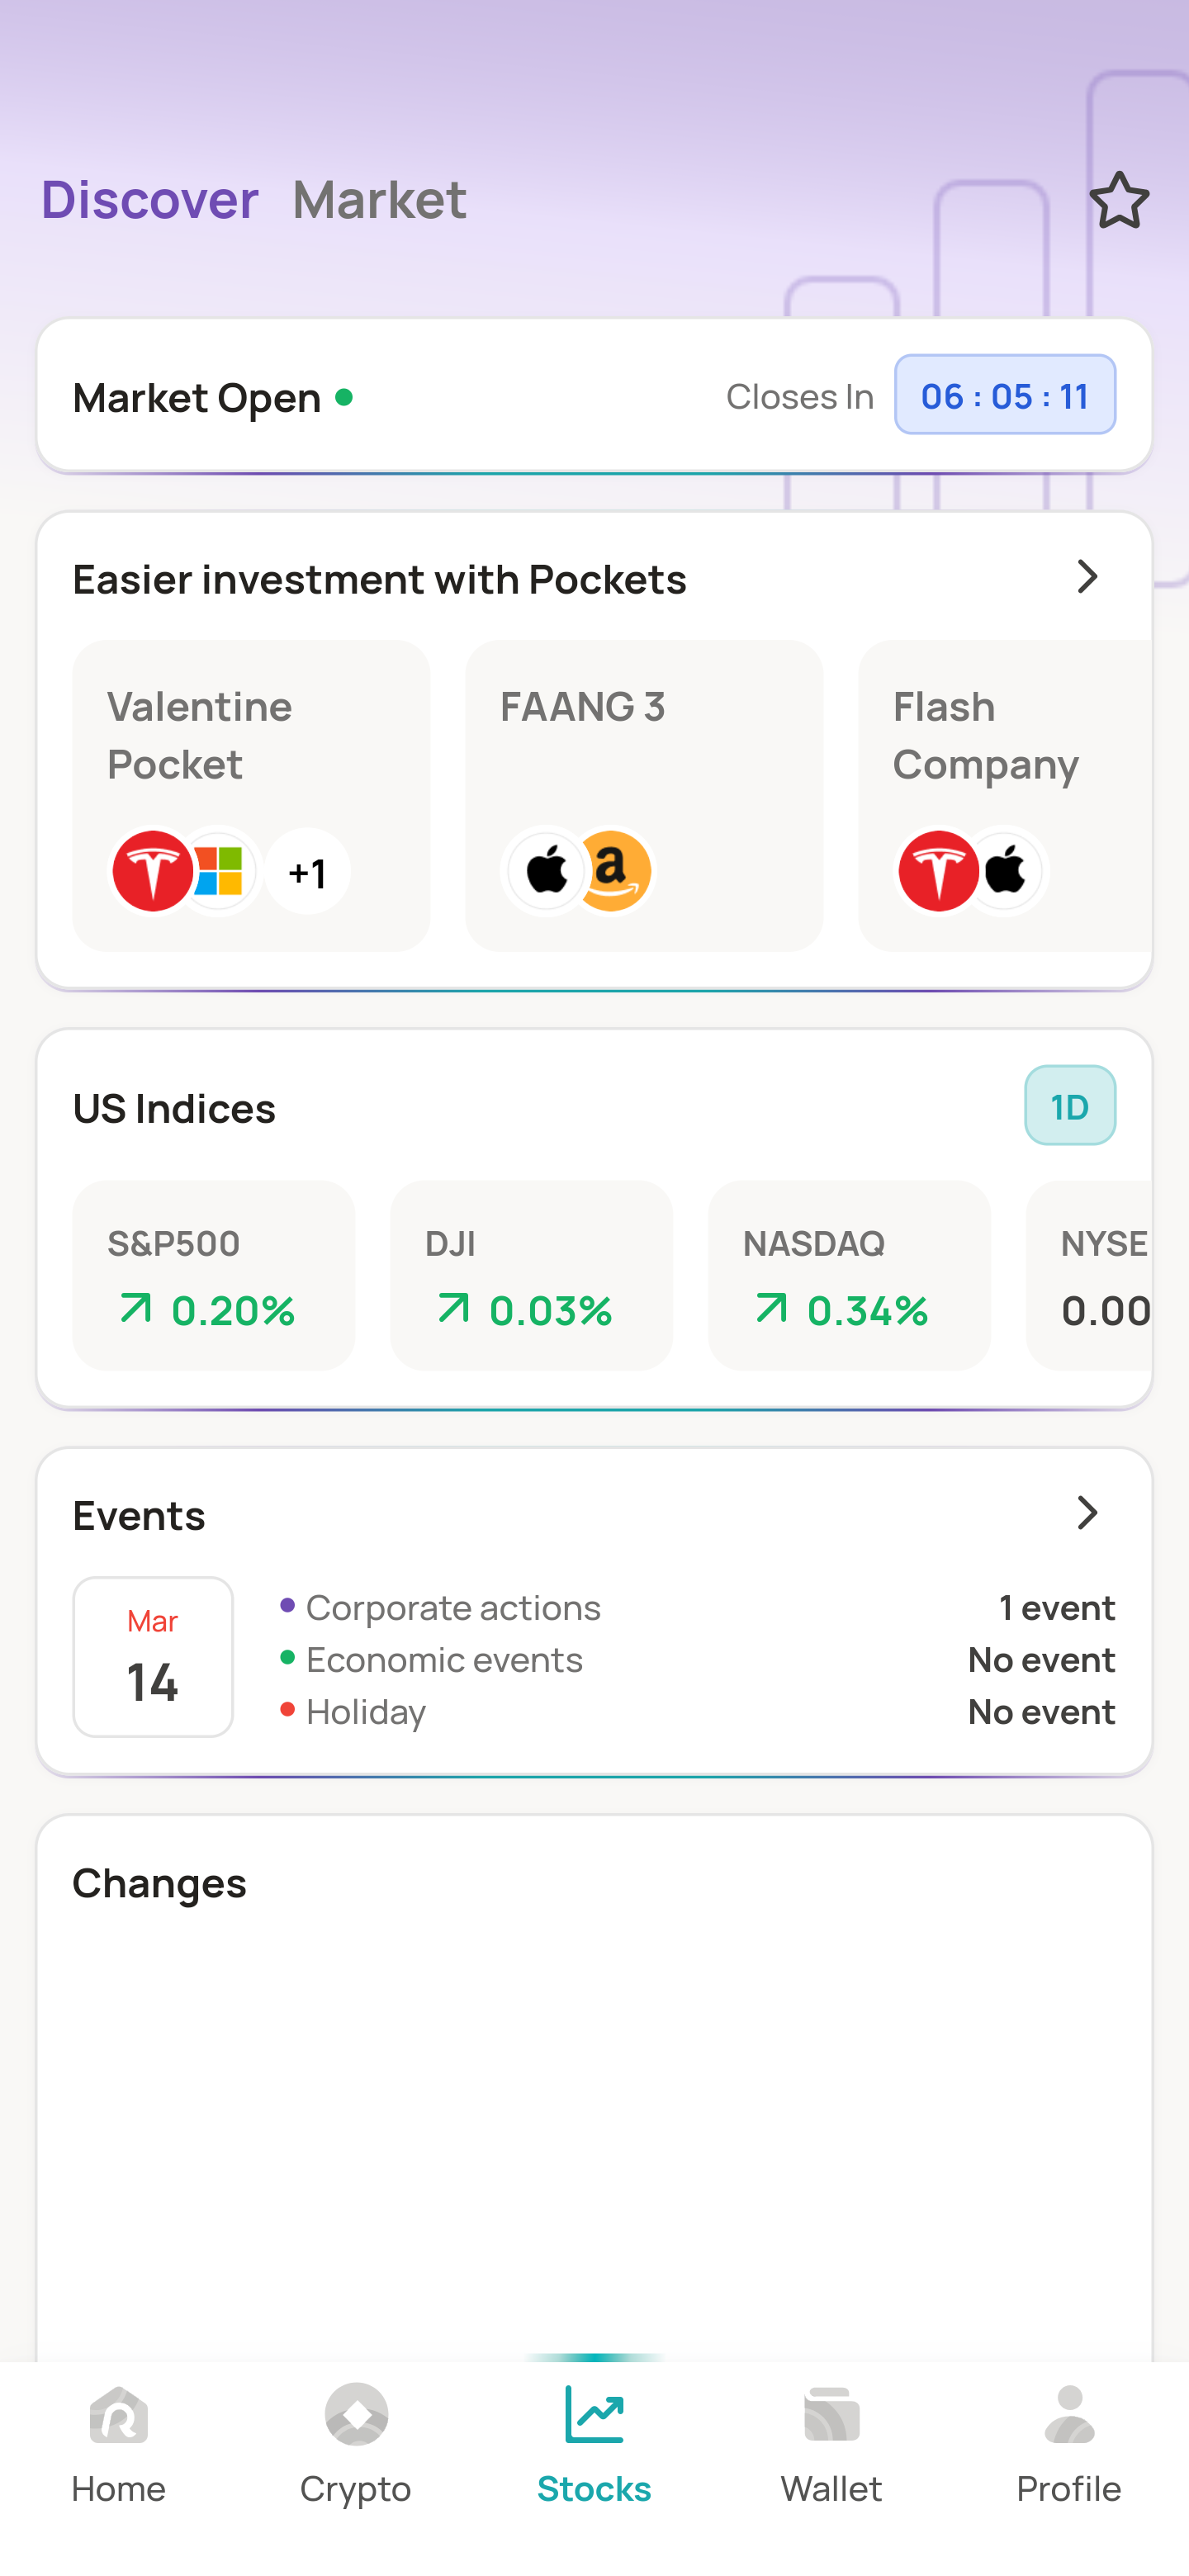 Discover Market
Market Open
Closes In 06 : 05 : 11
Easier investment with Pockets
Valentine
Pocket
+1
FAANG 3
Flash
Company
US Indices
1D
S&P500
0.20%
DJI
0.03%
NASDAQ
0.34%
NYSE
0.00
Events
Mar
14
Corporate actions 1 event
Economic events No event
Holiday No event
Changes
Home
Crypto
Stocks
Wallet
Profile